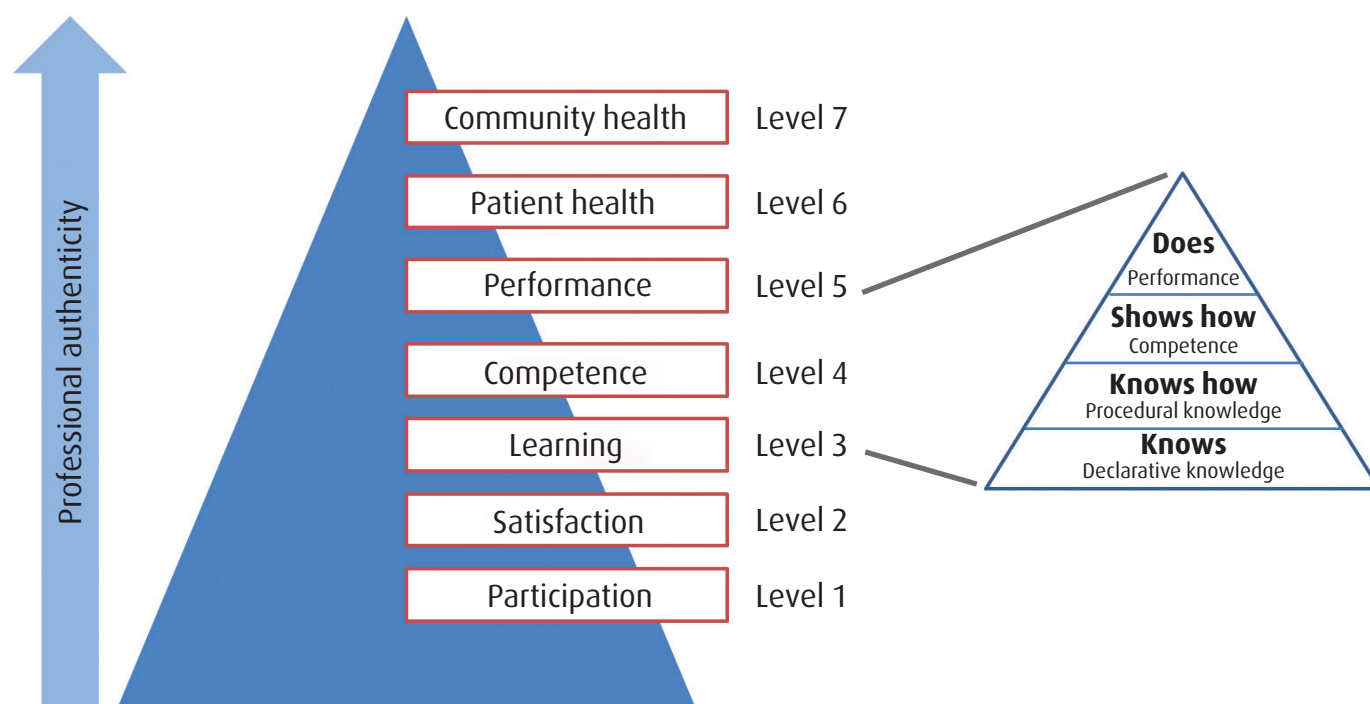 Professional authenticity
Community health Level 7
Patient health Level 6
Performance Level 5
Competence Level 4
Learning Level 3
Satisfaction Level 2
Participation Level 1
Does
Performance
Shows how
Competence
Knows how
Procedural knowledge
Knows
Declarative knowledge